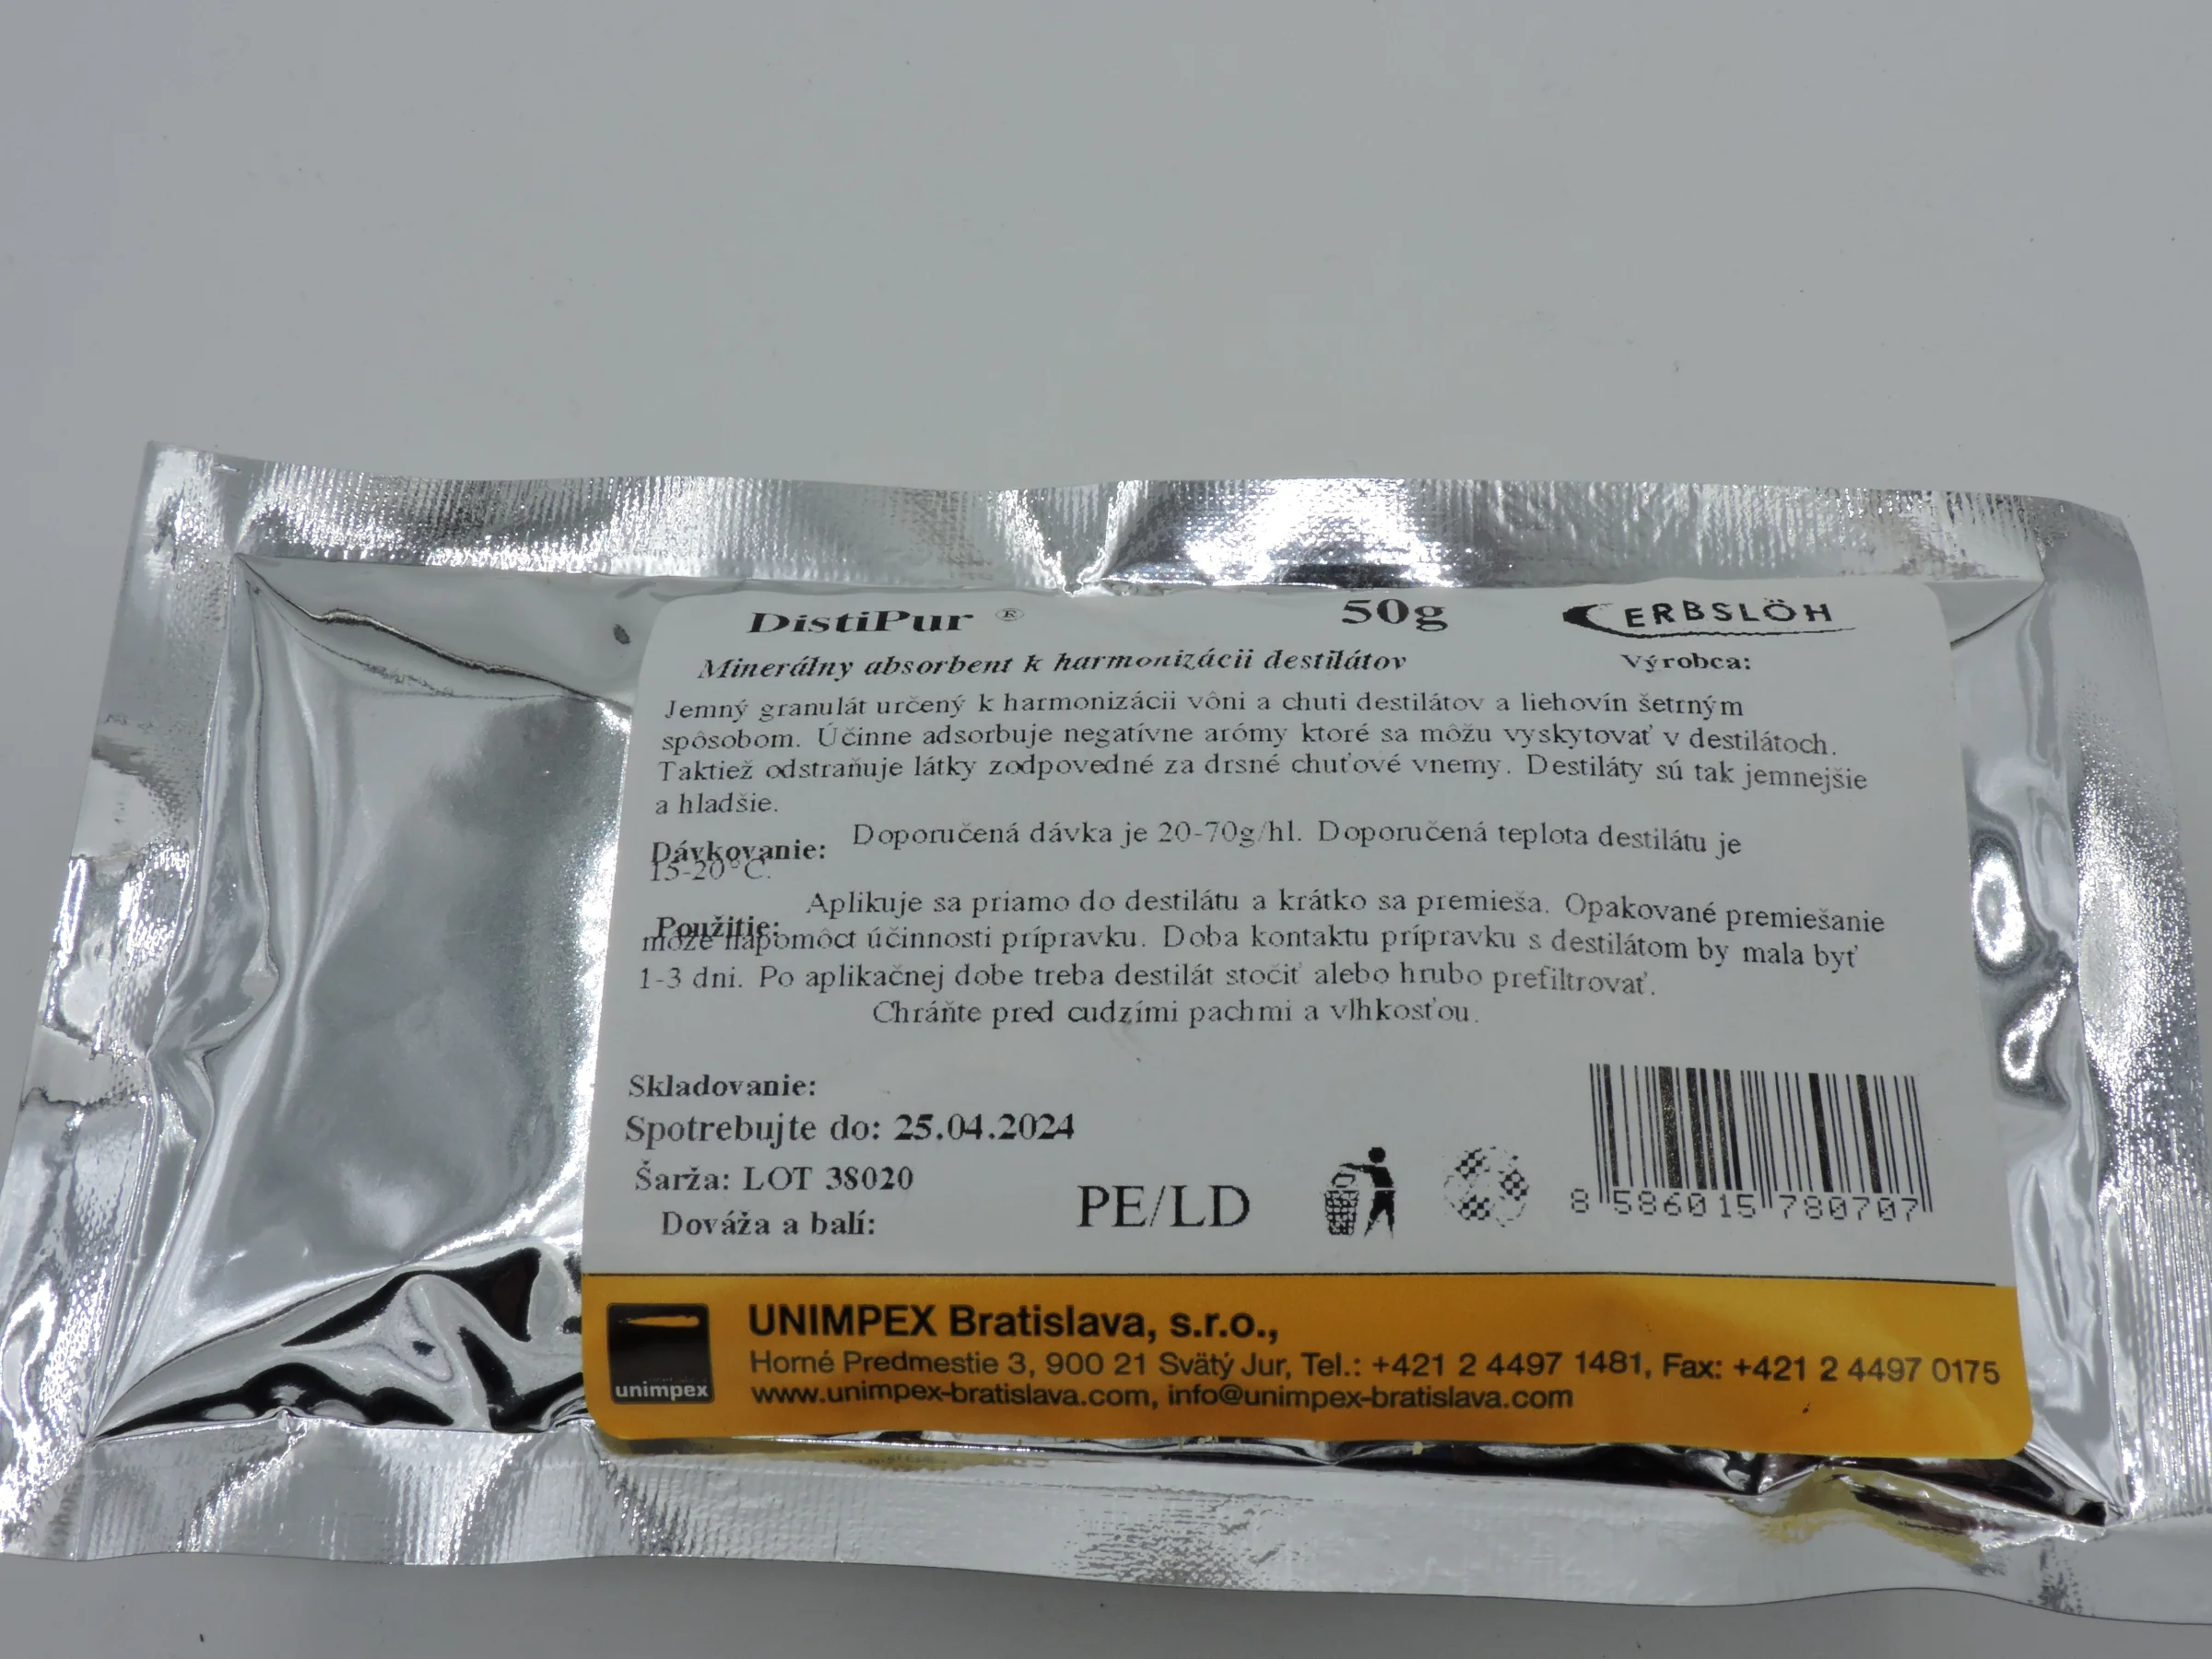 DistiPur ® 50g ERBSLÖH
Minerálny absorbent k harmonizácii destilátov Výrobca:
Jemný granulát určený k harmonizácii vôni a chuti destilátov a liehovín šetrným
spôsobom. Účinne adsorbuje negatívne arómy ktoré sa môžu vyskytovať v destilátoch.
Taktiež odstraňuje látky zodpovedné za drsné chuťové vnemy. Destiláty sú tak jemnejšie
a hladšie.
Dávkovanie: Doporučená dávka je 20-70g/hl. Doporučená teplota destilátu je
15-20°C.
Použitie: Aplikuje sa priamo do destilátu a krátko sa premieša. Opakované premiešanie
môže napomôcť účinnosti prípravku. Doba kontaktu prípravku s destilátom by mala byť
1-3 dni. Po aplikačnej dobe treba destilát stočiť alebo hrubo prefiltrovať.
Chráňte pred cudzími pachmi a vlhkosťou.
Skladovanie:
Spotrebujte do: 25.04.2024
Šarža: LOT 38020
Dováža a balí:
PE/LD
8 586015 780707
unimpex
UNIMPEX Bratislava, s.r.o.,
Horné Predmestie 3, 900 21 Svätý Jur, Tel.: +421 2 4497 1481, Fax: +421 2 4497 0175
www.unimpex-bratislava.com, info@unimpex-bratislava.com